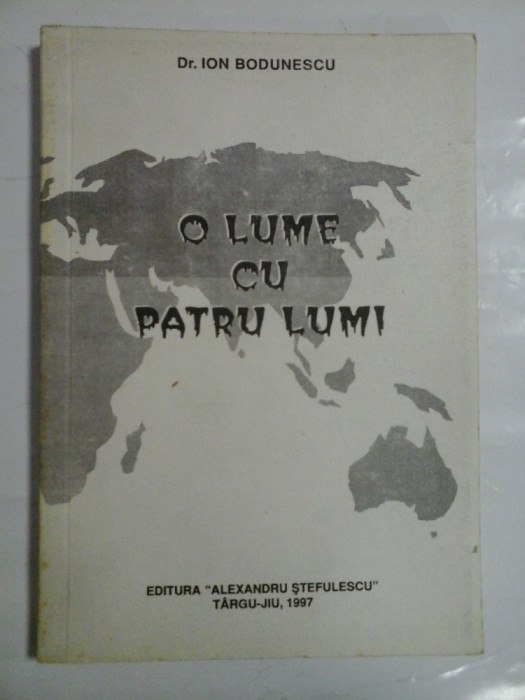 Dr. ION BODUNESCU
O LUME
CU
PATRU LUMI
EDITURA "ALEXANDRU ŞTEFULESCU"
TÂRGU-JIU, 1997